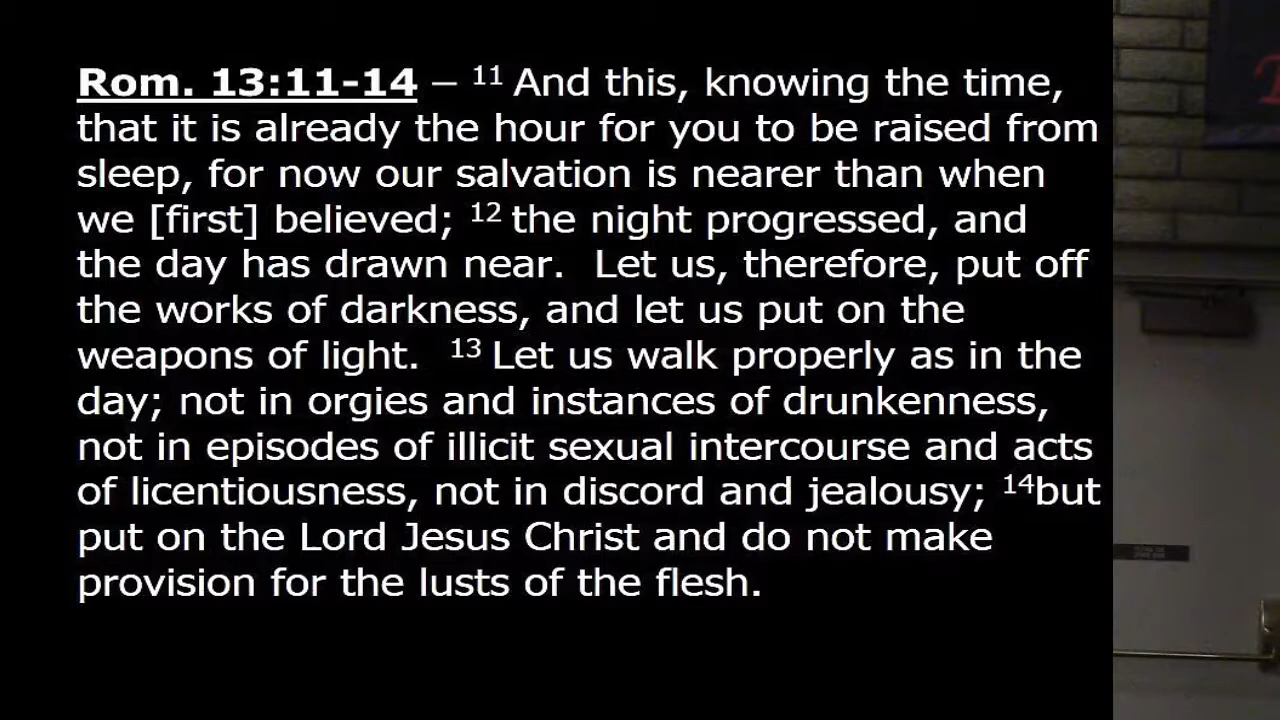 Rom. 13:11-14 – 11 And this, knowing the time,
that it is already the hour for you to be raised from
sleep, for now our salvation is nearer than when
we [first] believed; 12 the night progressed, and
the day has drawn near.  Let us, therefore, put off
the works of darkness, and let us put on the
weapons of light.  13 Let us walk properly as in the
day; not in orgies and instances of drunkenness,
not in episodes of illicit sexual intercourse and acts
of licentiousness, not in discord and jealousy; 14but
put on the Lord Jesus Christ and do not make
provision for the lusts of the flesh.